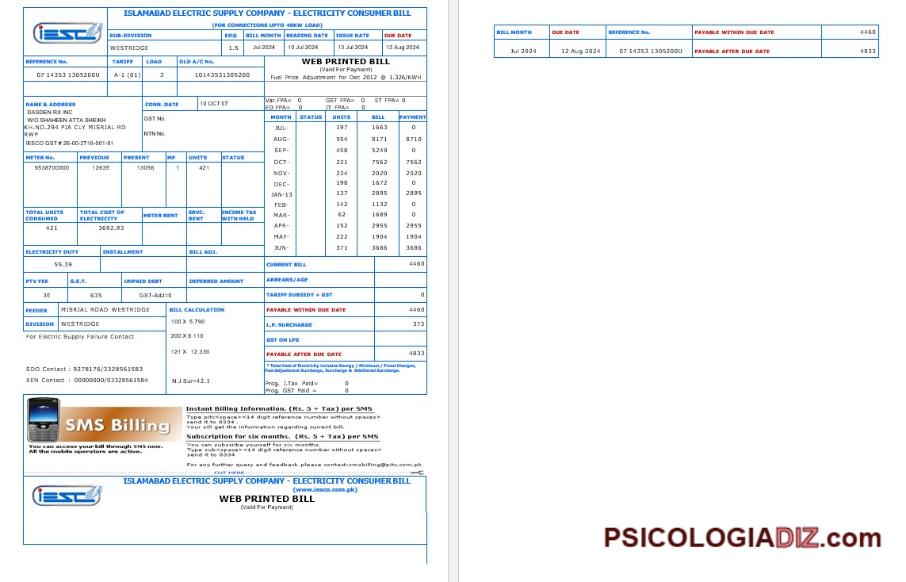 ISLAMABAD ELECTRIC SUPPLY COMPANY - ELECTRICITY CONSUMER BILL
(FOR CONNECTIONS UPTO 40KW LOAD)
iesco
SUB-DIVISION ED@ BILL MONTH READING DATE ISSUE DATE DUE DATE
WESTRIDGE 1.5 Jul 2024 10 Jul 2024 13 Jul 2024 12 Aug 2024
REFERENCE No. TARIFF LOAD OLD A/C No.
07 14353 1305200U A-1 (01) 3 10143531305200
WEB PRINTED BILL
(Valid For Payment)
Fuel Price Adjustment for Dec 2012 @ 1.326/KWH
NAME & ADDRESS
DASDEN RX INC
W/O SHAHEEN ATTA SHEIKH
KH.NO.294 PIA CLY MISRIAL RD
RWP
IESCO GST #
CONN. DATE 10 OCT 07
GST No.
NTN No.
Var.FPA= 0 GST FPA= 0 ET FPA= 0
ED FPA= 0 IT FPA= 0
MONTH STATUS UNITS BILL PAYMENT
JUL- 197 1663 0
AUG- 554 8171 8710
SEP- 458 5249 0
OCT- 221 7562 7562
NOV- 234 2020 2020
DEC- 198 1672 0
JAN-13 137 2895 2895
FEB- 142 1132 0
MAR- 62 1689 0
APR- 152 2955 2955
MAY- 222 1904 1904
JUN- 371 3686 3686
METER No. PREVIOUS PRESENT MF UNITS STATUS
9538700000 12635 13056 1 421
TOTAL UNITS CONSUMED TOTAL COST OF ELECTRICITY METER RENT SRVC. RENT INCOME TAX WITH HELD
421 3692.93
ELECTRICITY DUTY INSTALLMENT BILL ADJ.
55.39
PTV FEE G.E.T. UNPAID DEBT DEFERRED AMOUNT
35 635 GST-Adj=0
CURRENT BILL 4460
ARREARS/AGE
TARIFF SUBSIDY + GST 0
FEEDER MISRIAL ROAD WESTRIDGE
DIVISION WESTRIDGE
For Electric Supply Failure Contact
SDO Contact : 9278176/3328561583
XEN Contact : 00000000/03328561584
BILL CALCULATION
100 X 5.790
200 X 8.110
121 X 12.330
N.J.Sur=42.1
PAYABLE WITHIN DUE DATE 4460
L.P. SURCHARGE 373
GST ON LPS
PAYABLE AFTER DUE DATE 4833
* Total Cost of Electricity Includes Energy / Minimum / Fixed Charges,
Fuel Adjustment Surcharge, Surcharge & Additional Surcharge.
Prog. I.Tax Paid= 0
Prog. GST Paid = 0
SMS Billing
You can access your bill through SMS now.
All the mobile operators are active.
Instant Billing Information. (Rs. 5 + Tax) per SMS
Type pitc<space><14 digit reference number without spaces>
send it to 8334 .
Your will get the information regarding current bill.
Subscription for six months. (Rs. 5 + Tax) per SMS
You can subscribe yourself for six months.
Type sub<space><14 digit reference number without spaces>
send it to 8334
For any further query and feedback please contact:smsbilling@pitc.com.pk
CUT HERE
ISLAMABAD ELECTRIC SUPPLY COMPANY - ELECTRICITY CONSUMER BILL
(www.iesco.com.pk)
iesco
WEB PRINTED BILL
(Valid For Payment)
BILL MONTH DUE DATE REFERENCE No. PAYABLE WITHIN DUE DATE 4460
Jul 2024 12 Aug 2024 07 14353 1305200U PAYABLE AFTER DUE DATE 4833
PSICOLOGIADIZ.com